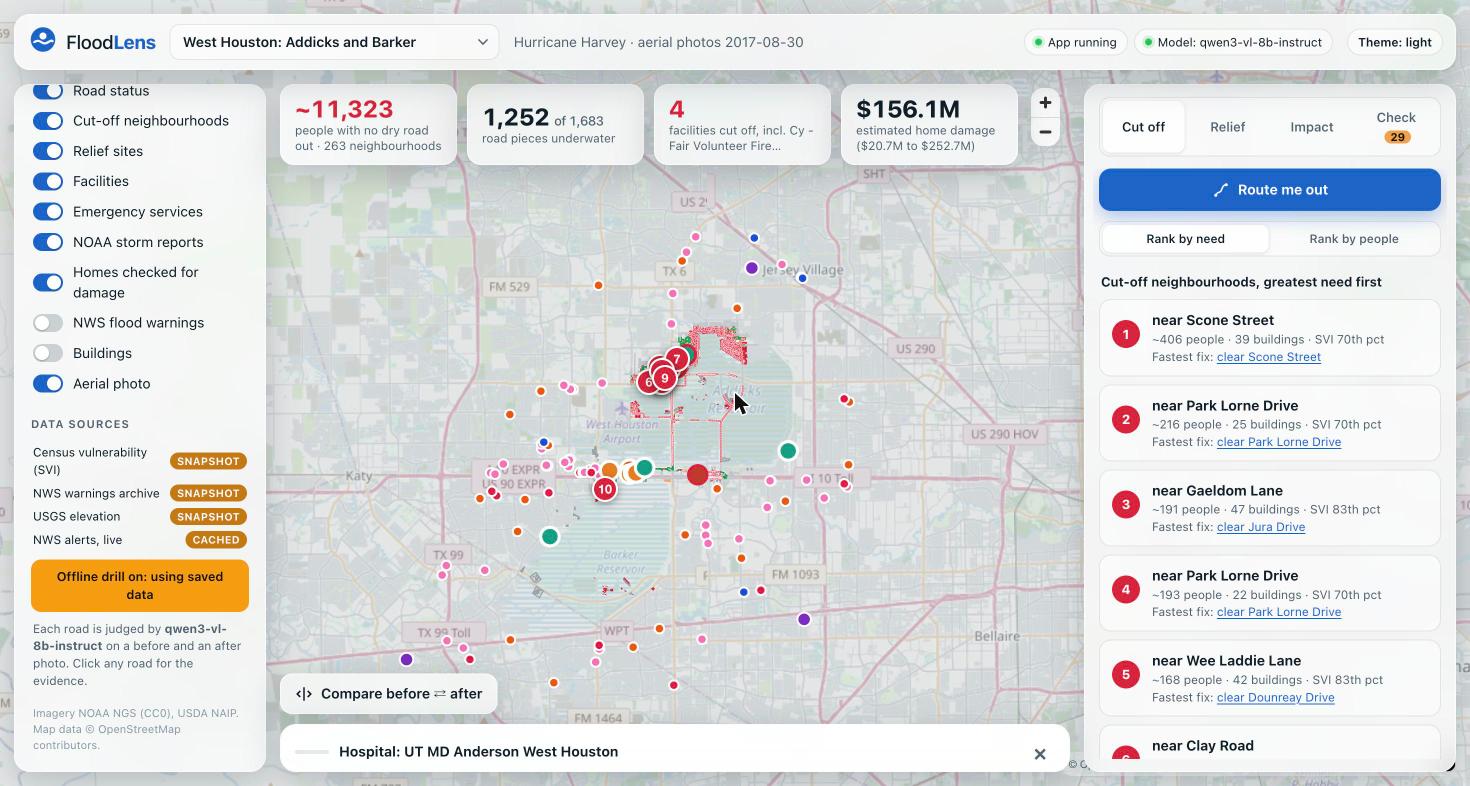 FloodLens
West Houston: Addicks and Barker
Hurricane Harvey · aerial photos 2017-08-30
App running
Model: qwen3-vl-8b-instruct
Theme: light
Road status
Cut-off neighbourhoods
Relief sites
Facilities
Emergency services
NOAA storm reports
Homes checked for
damage
NWS flood warnings
Buildings
Aerial photo
DATA SOURCES
Census vulnerability
(SVI)
SNAPSHOT
NWS warnings archive
SNAPSHOT
USGS elevation
SNAPSHOT
NWS alerts, live
CACHED
Offline drill on: using saved
data
Each road is judged by qwen3-vl-
8b-instruct on a before and an after
photo. Click any road for the
evidence.
Imagery NOAA NGS (CC0), USDA NAIP.
Map data © OpenStreetMap
contributors.
~11,323
people with no dry road
out · 263 neighbourhoods
1,252 of 1,683
road pieces underwater
4
facilities cut off, incl. Cy -
Fair Volunteer Fire...
$156.1M
estimated home damage
($20.7M to $252.7M)
+
−
SHT
US 29
TX 6
Jersey Village
FM 529
US 290
7
6
9
Addicks
Reservoir
West Houston
Airport
US 290 HOV
Katy
EXPR
US 90 EXPR
10 Toll
10
TX 99
Barker
Reservoir
FM 1093
TX 99 Toll
WPT
Bellaire
FM 1464
Compare before ⇄ after
Hospital: UT MD Anderson West Houston
×
Cut off
Relief
Impact
Check
29
Route me out
Rank by need
Rank by people
Cut-off neighbourhoods, greatest need first
1
near Scone Street
~406 people · 39 buildings · SVI 70th pct
Fastest fix: clear Scone Street
2
near Park Lorne Drive
~216 people · 25 buildings · SVI 70th pct
Fastest fix: clear Park Lorne Drive
3
near Gaeldom Lane
~191 people · 47 buildings · SVI 83th pct
Fastest fix: clear Jura Drive
4
near Park Lorne Drive
~193 people · 22 buildings · SVI 70th pct
Fastest fix: clear Park Lorne Drive
5
near Wee Laddie Lane
~168 people · 42 buildings · SVI 83th pct
Fastest fix: clear Dounreay Drive
6
near Clay Road